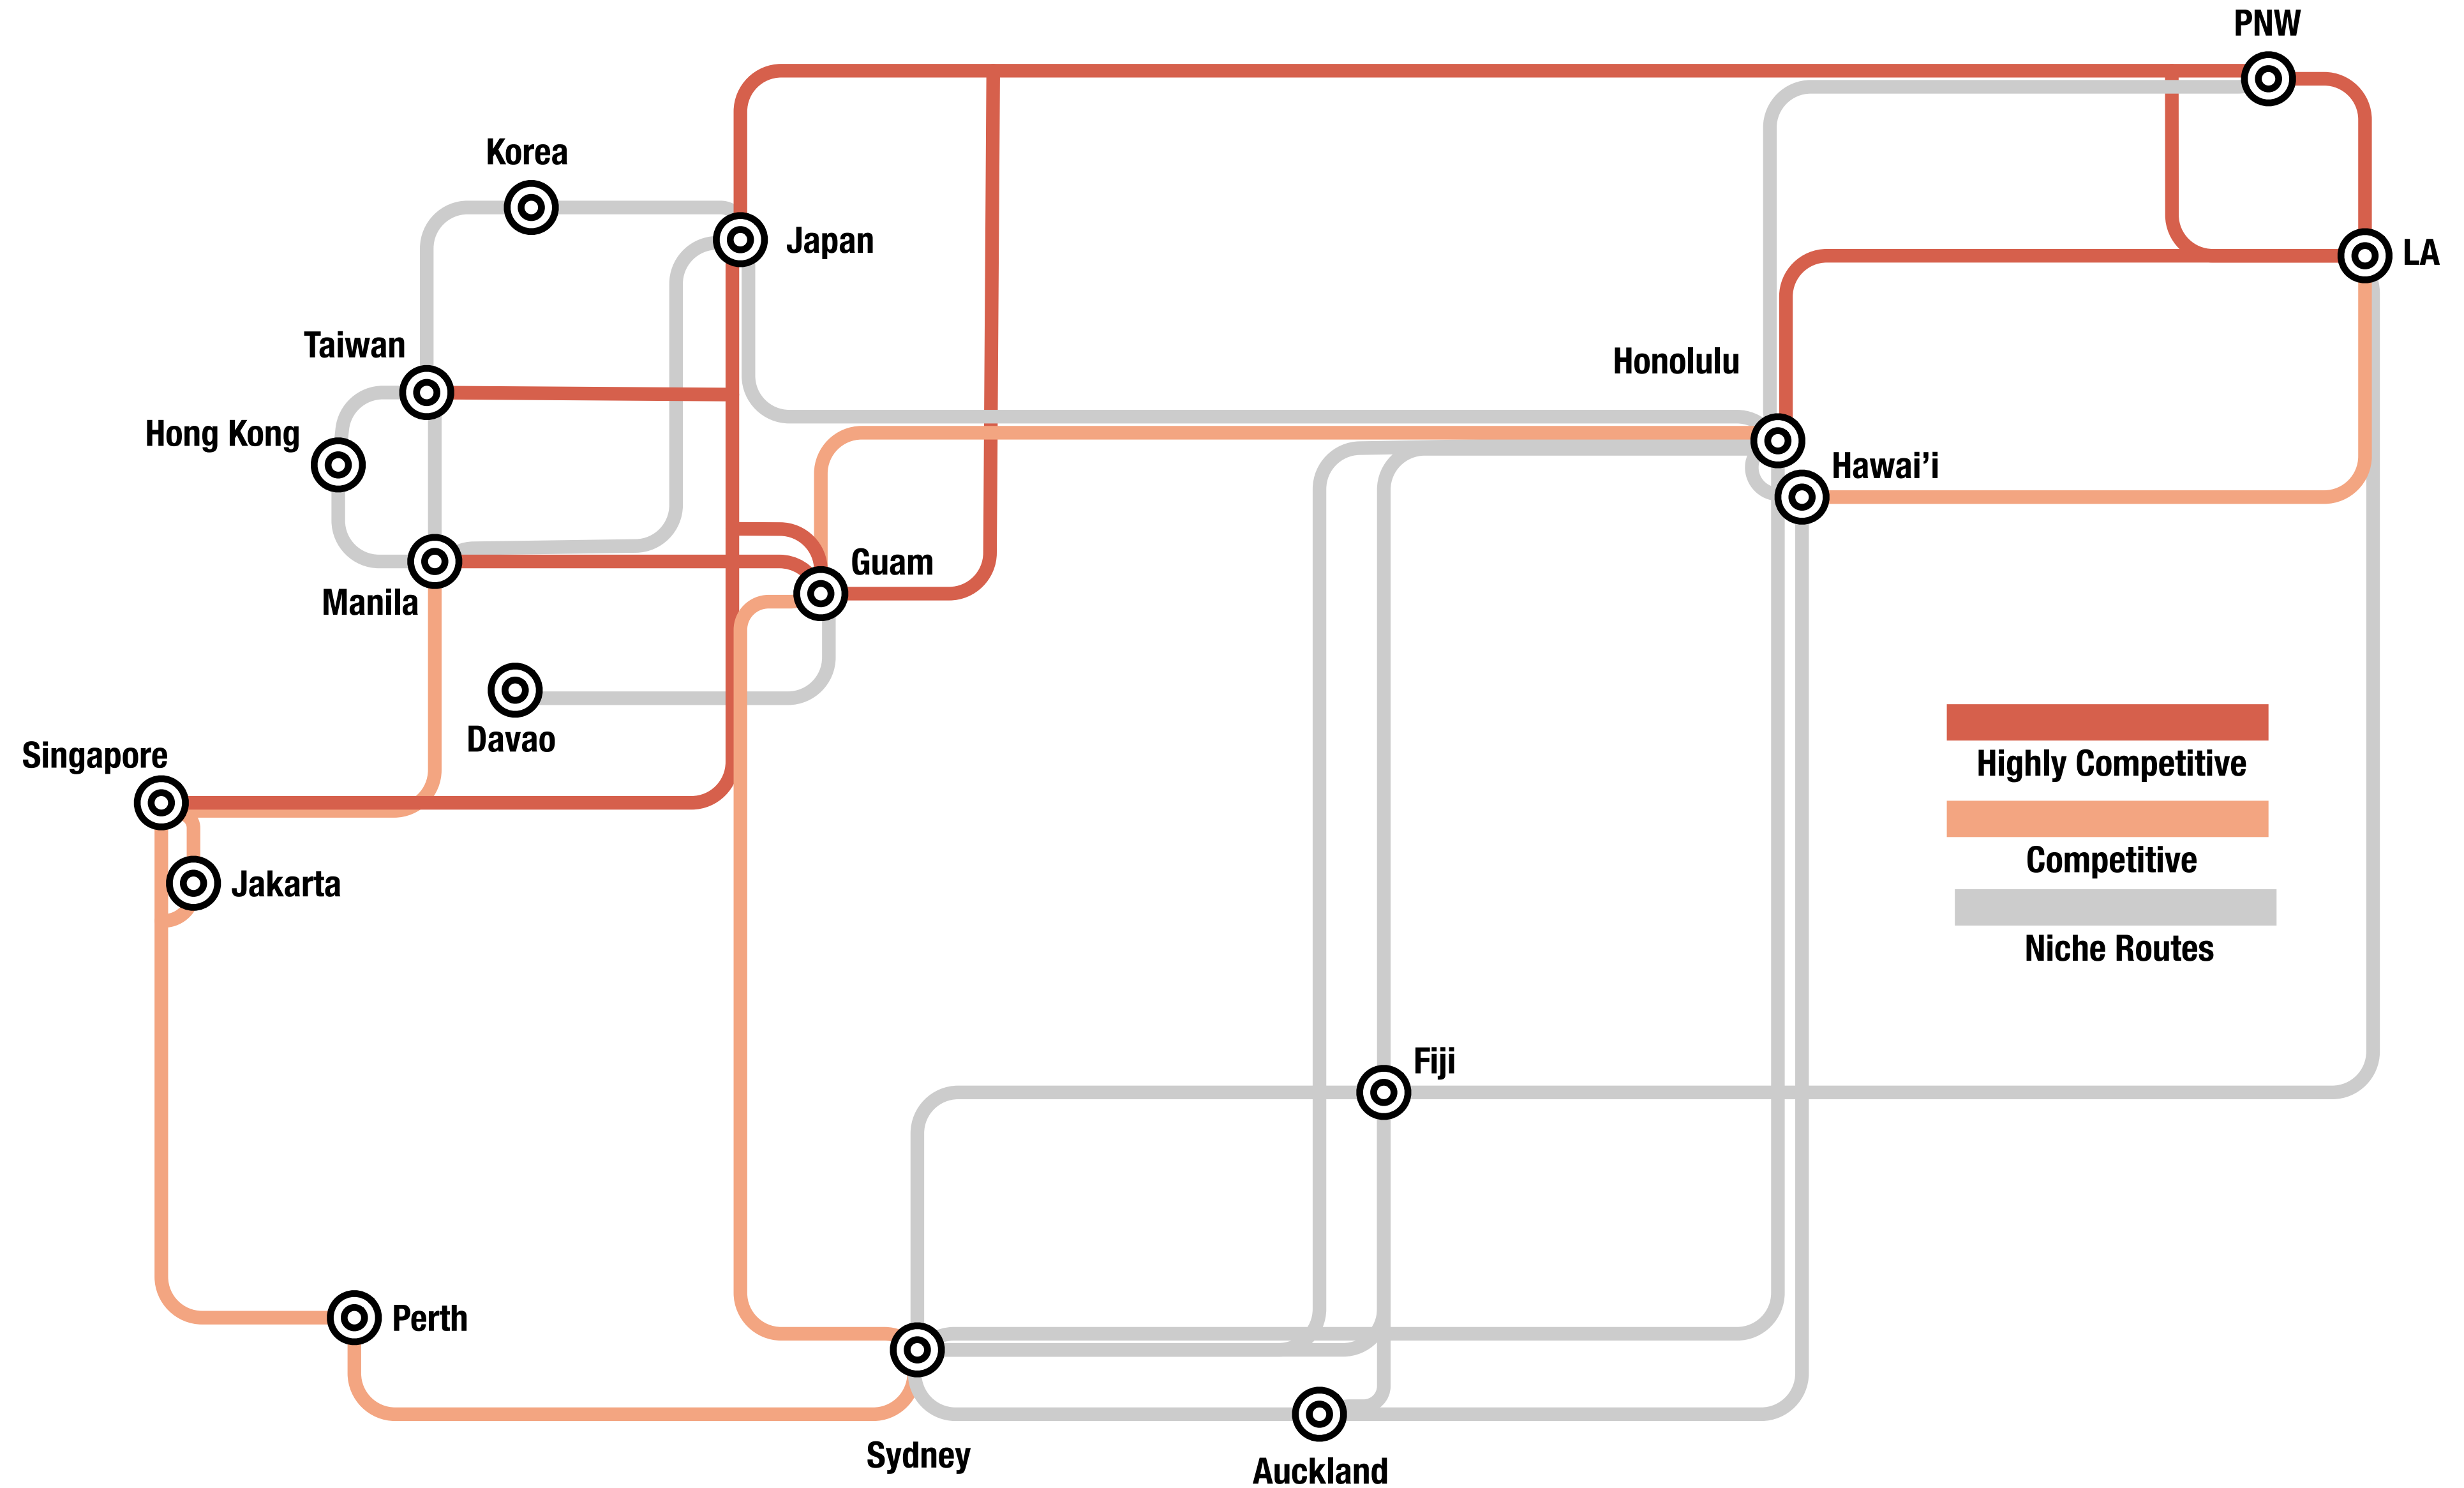 PNW
Korea
Japan
LA
Taiwan
Honolulu
Hong Kong
Hawai’i
Guam
Manila
Davao
Singapore
Highly Competitive
Competitive
Jakarta
Niche Routes
Fiji
Perth
Sydney
Auckland